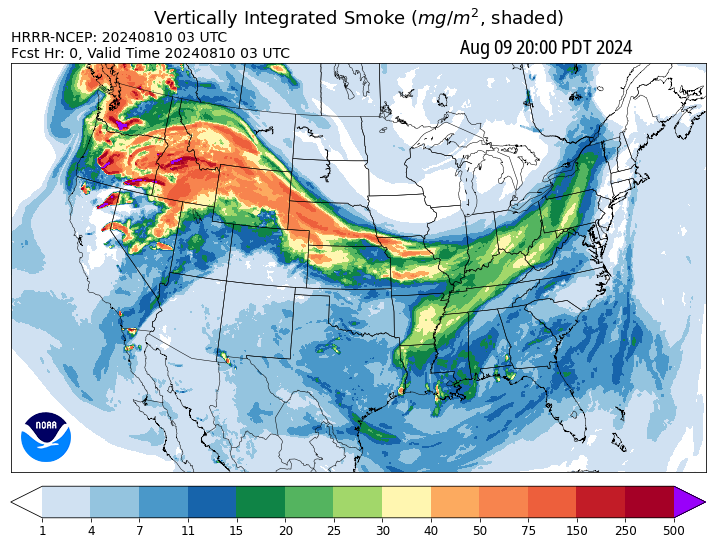 Vertically Integrated Smoke (mg/m², shaded)
HRRR-NCEP: 20240810 03 UTC
Fcst Hr: 0, Valid Time 20240810 03 UTC
Aug 09 20:00 PDT 2024
NOAA
1 4 7 11 15 20 25 30 40 50 75 150 250 500